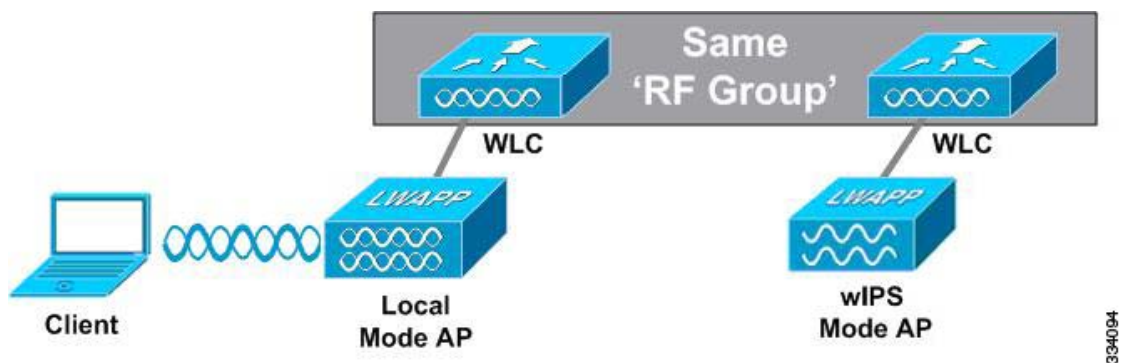 Same
'RF Group'
WLC
WLC
LWAPP
LWAPP
Client
Local
Mode AP
wIPS
Mode AP
334094